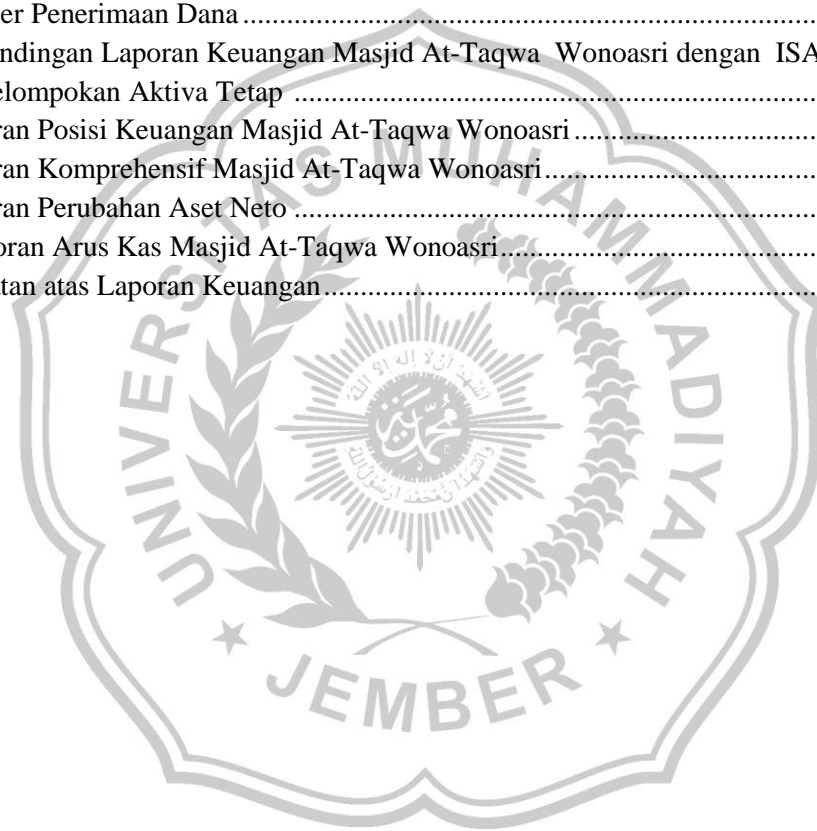 er Penerimaan Dana ........................................................................
ndingan Laporan Keuangan Masjid At-Taqwa  Wonoasri dengan  ISA
elompokan Aktiva Tetap ........................................................................
ran Posisi Keuangan Masjid At-Taqwa Wonoasri ................................
ran Komprehensif Masjid At-Taqwa Wonoasri....................................
ran Perubahan Aset Neto ........................................................................
oran Arus Kas Masjid At-Taqwa Wonoasri..........................................
atan atas Laporan Keuangan....................................................................
UNIVERSITAS MUHAMMADIYAH
JEMBER